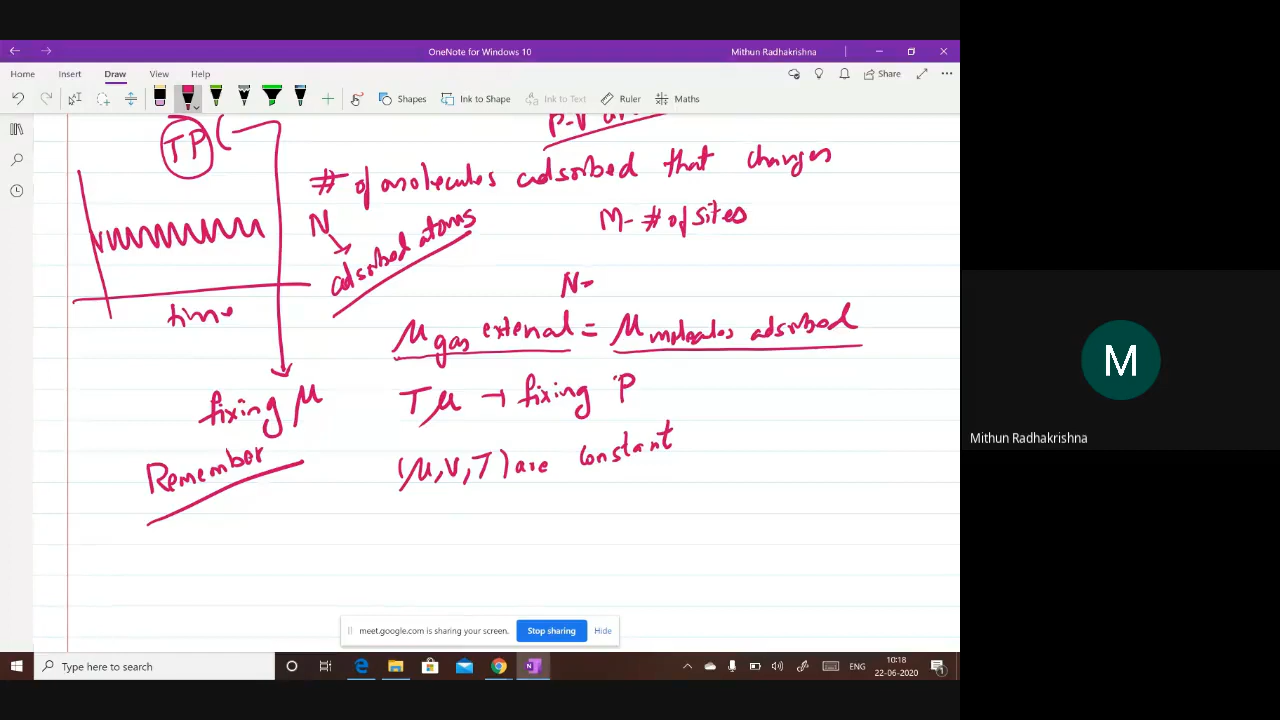 OneNote for Windows 10
Mithun Radhakrishna
Home
Insert
Draw
View
Help
Share
Shapes
Ink to Shape
Ink to Text
Ruler
Maths
P-V
TP
# of molecules adsorbed that changes
N
M- # of sites
adsorbed atoms
N=
time
μ gas external = μ molecules adsorbed
fixing μ
Tμ → fixing P
Remember
(μ, V, T) are constant
Mithun Radhakrishna
M
meet.google.com is sharing your screen.
Stop sharing
Hide
Type here to search
ENG
10:18
22-06-2020